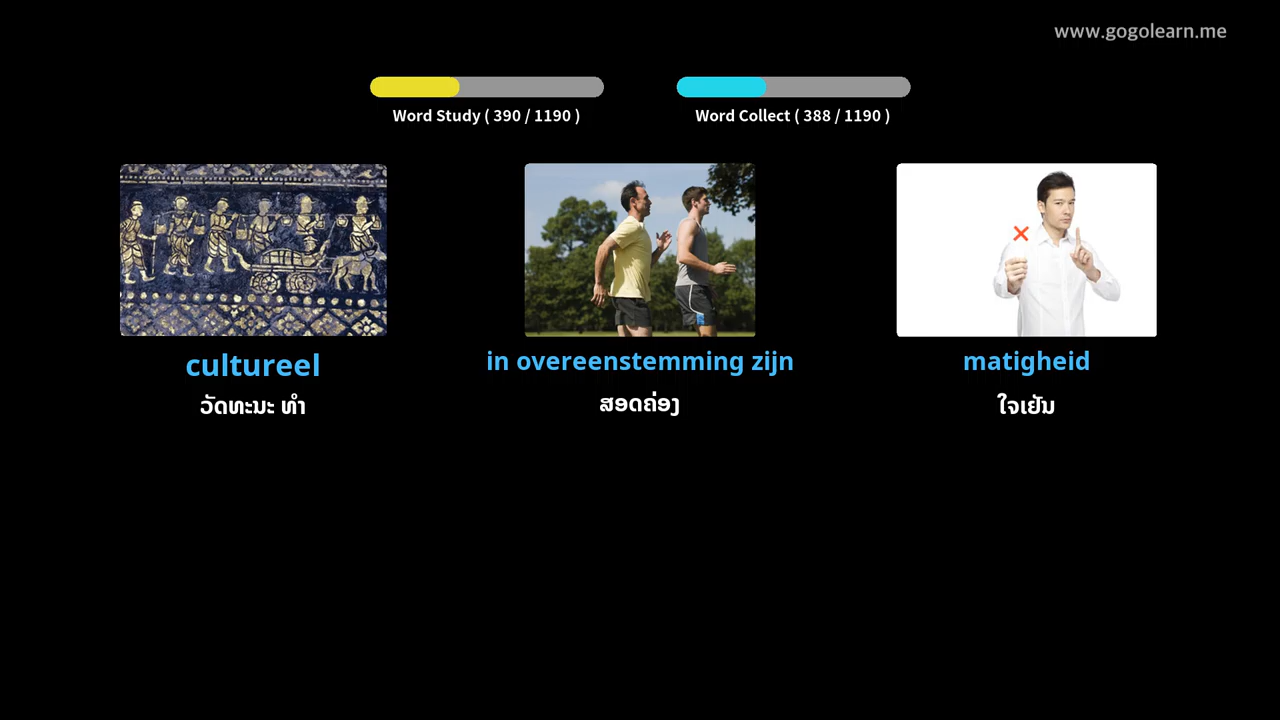 www.gogolearn.me
Word Study ( 390 / 1190 )
Word Collect ( 388 / 1190 )
cultureel
in overeenstemming zijn
matigheid
ວັດທະນະ ທຳ
ສອດຄ່ອງ
ໃຈເຢັນ